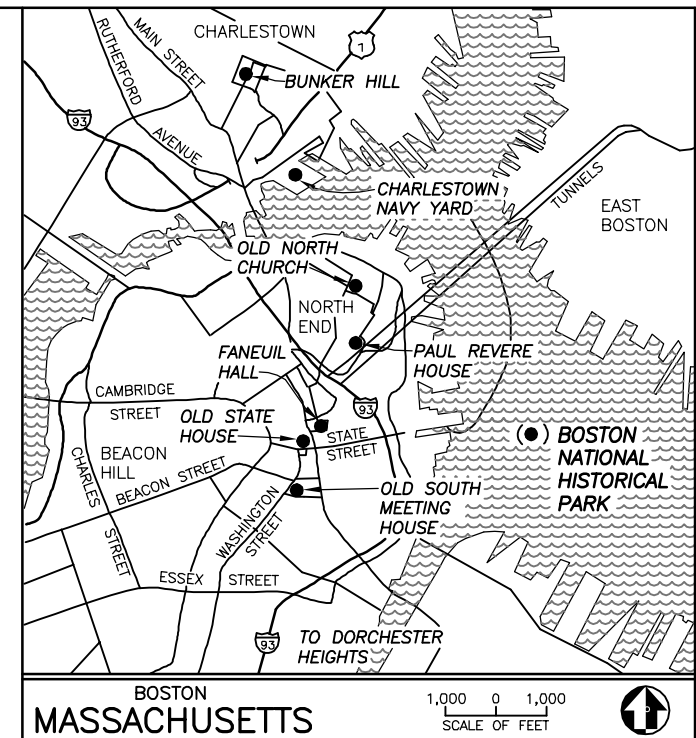 CHARLESTOWN
MAIN STREET
RUTHERFORD
AVENUE
1
93
BUNKER HILL
CHARLESTOWN
NAVY YARD
TUNNELS
EAST
BOSTON
OLD NORTH
CHURCH
NORTH
END
PAUL REVERE
HOUSE
FANEUIL
HALL
CAMBRIDGE
STREET
93
OLD STATE
HOUSE
STATE
STREET
BEACON
HILL
CHARLES
STREET
BEACON STREET
WASHINGTON
STREET
OLD SOUTH
MEETING
HOUSE
( ) BOSTON
NATIONAL
HISTORICAL
PARK
ESSEX STREET
93
TO DORCHESTER
HEIGHTS
BOSTON
MASSACHUSETTS
1,000 0 1,000
SCALE OF FEET